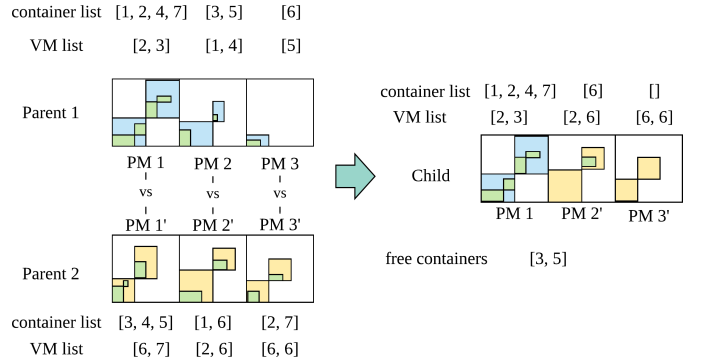 container list [1, 2, 4, 7] [3, 5] [6]
VM list [2, 3] [1, 4] [5]
Parent 1
PM 1 PM 2 PM 3
vs vs vs
PM 1' PM 2' PM 3'
Parent 2
container list [3, 4, 5] [1, 6] [2, 7]
VM list [6, 7] [2, 6] [6, 6]
container list [1, 2, 4, 7] [6] []
VM list [2, 3] [2, 6] [6, 6]
Child
PM 1 PM 2' PM 3'
free containers [3, 5]